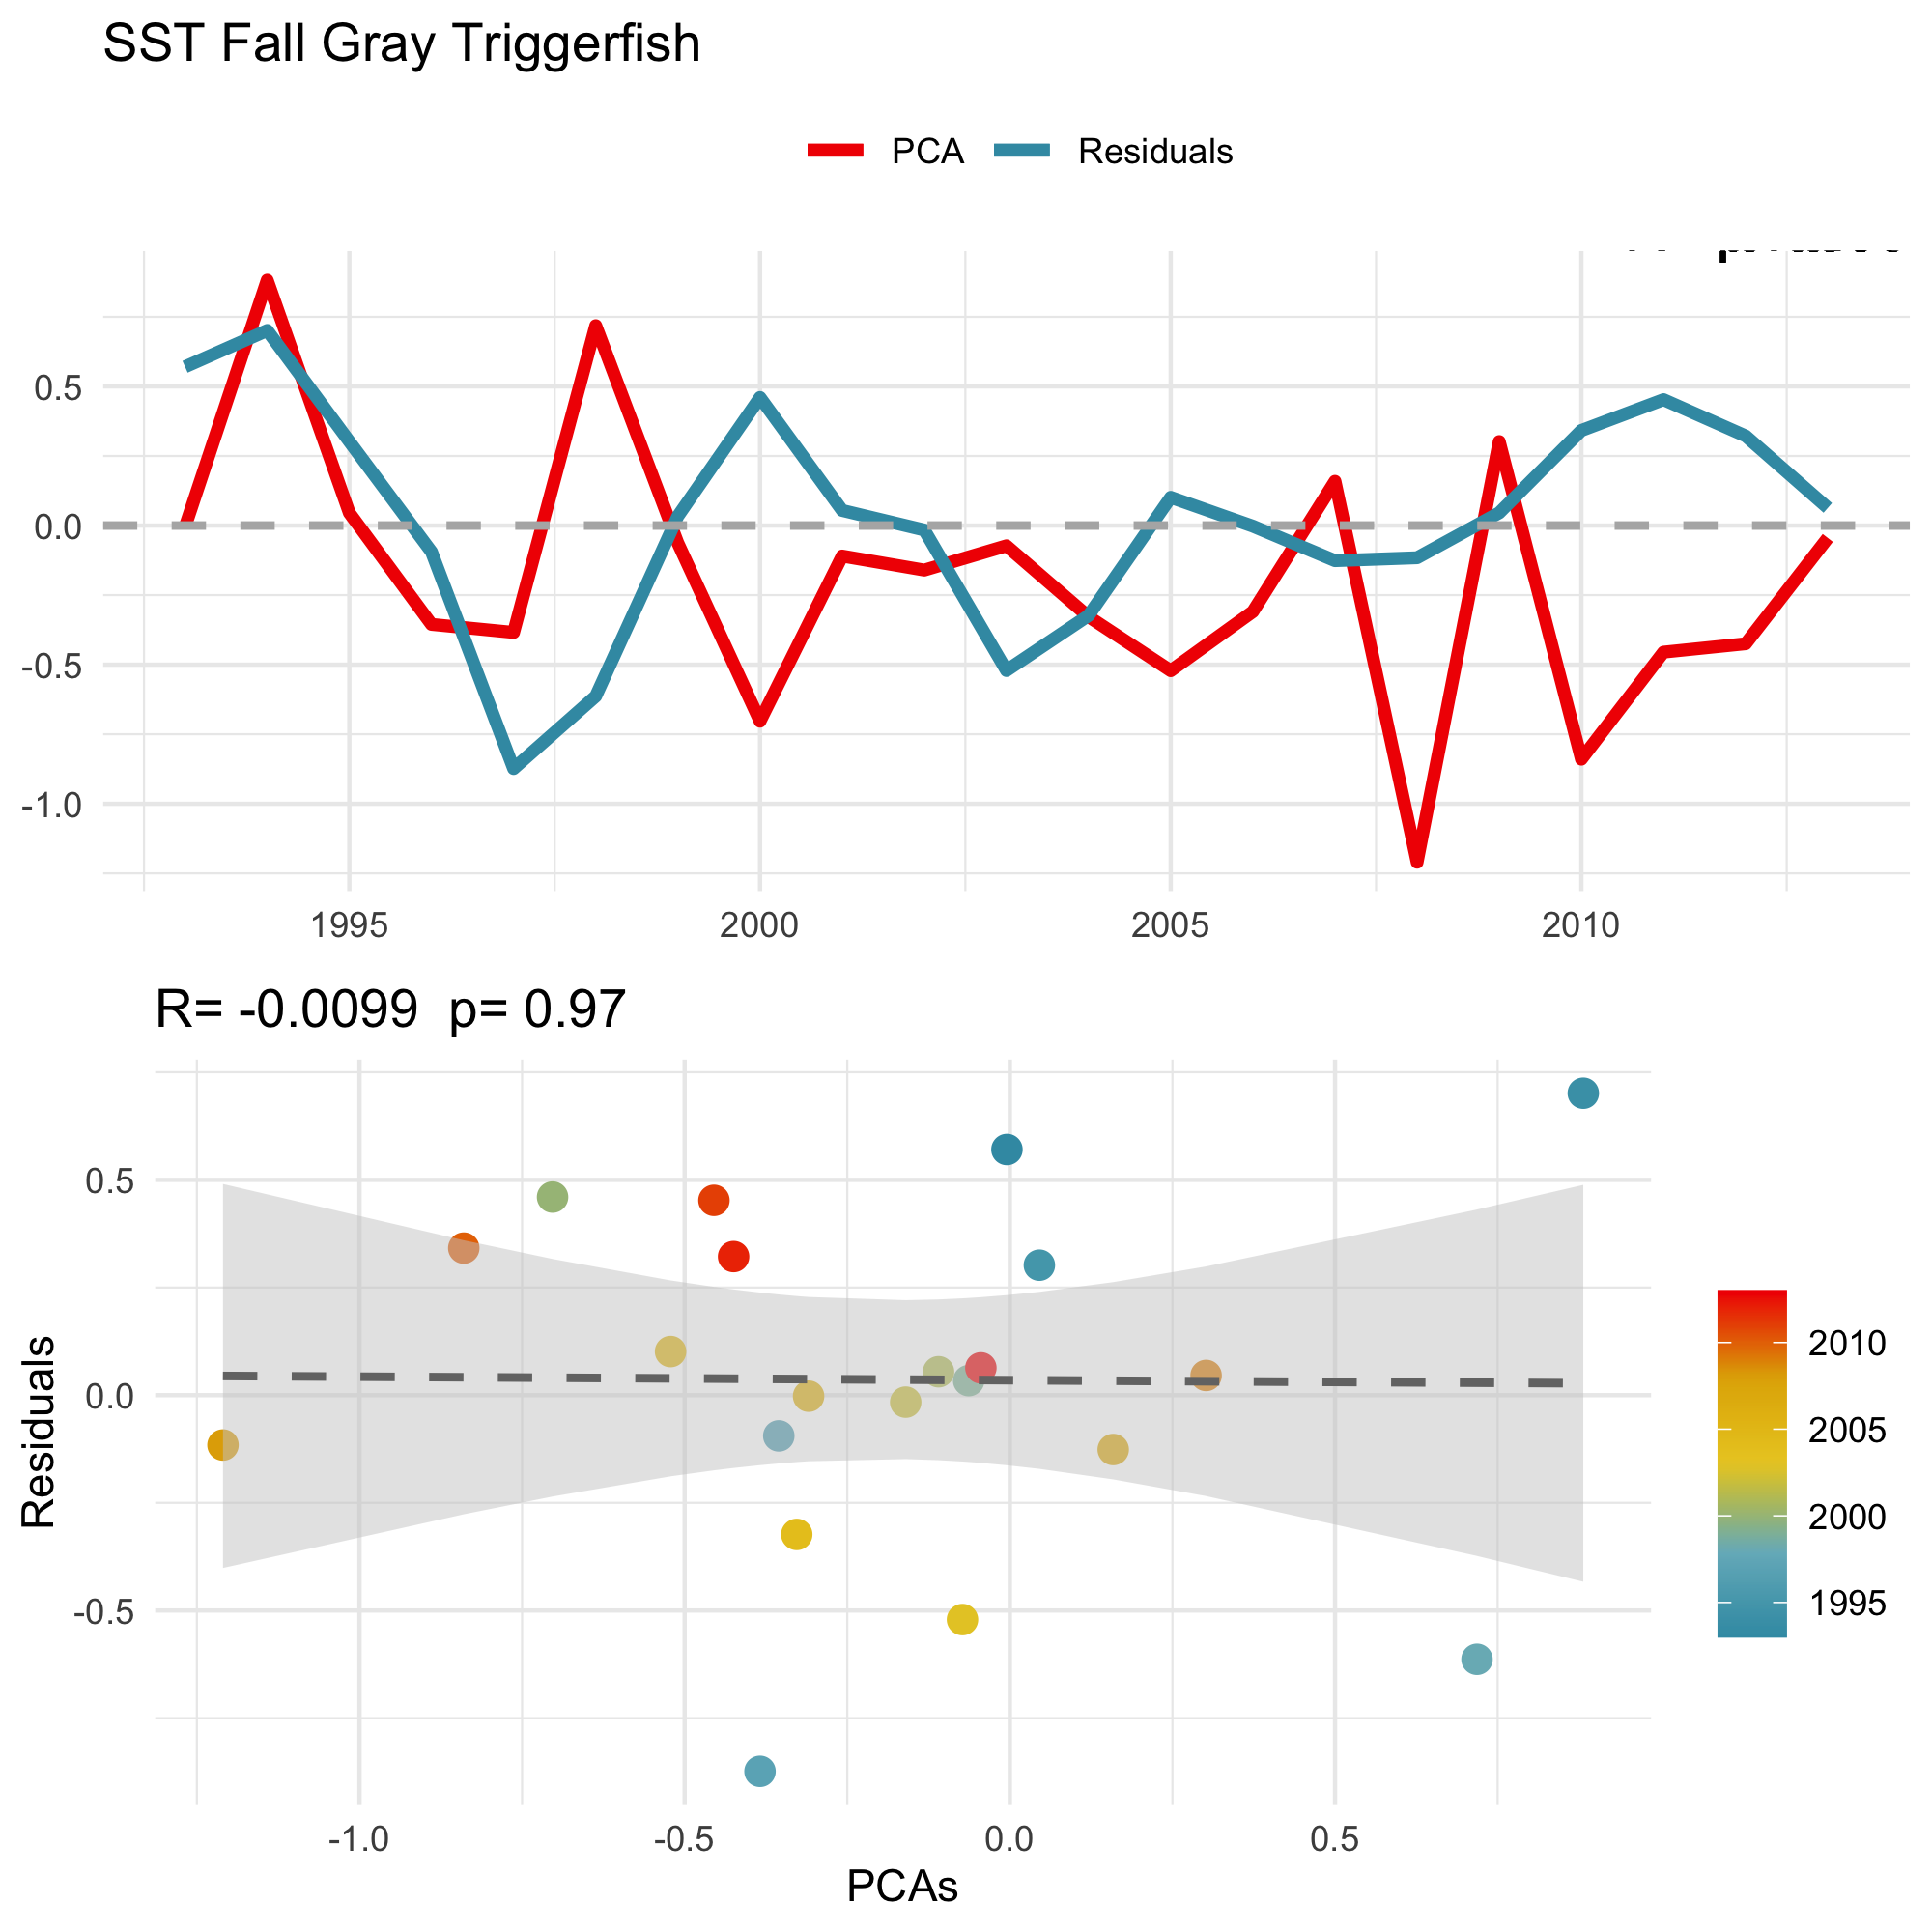 SST Fall Gray Triggerfish
PCA Residuals
0.5
0.0
-0.5
-1.0
1995 2000 2005 2010
R= -0.0099 p= 0.97
Residuals
0.5
0.0
-0.5
-1.0 -0.5 0.0 0.5
PCAs
2010
2005
2000
1995